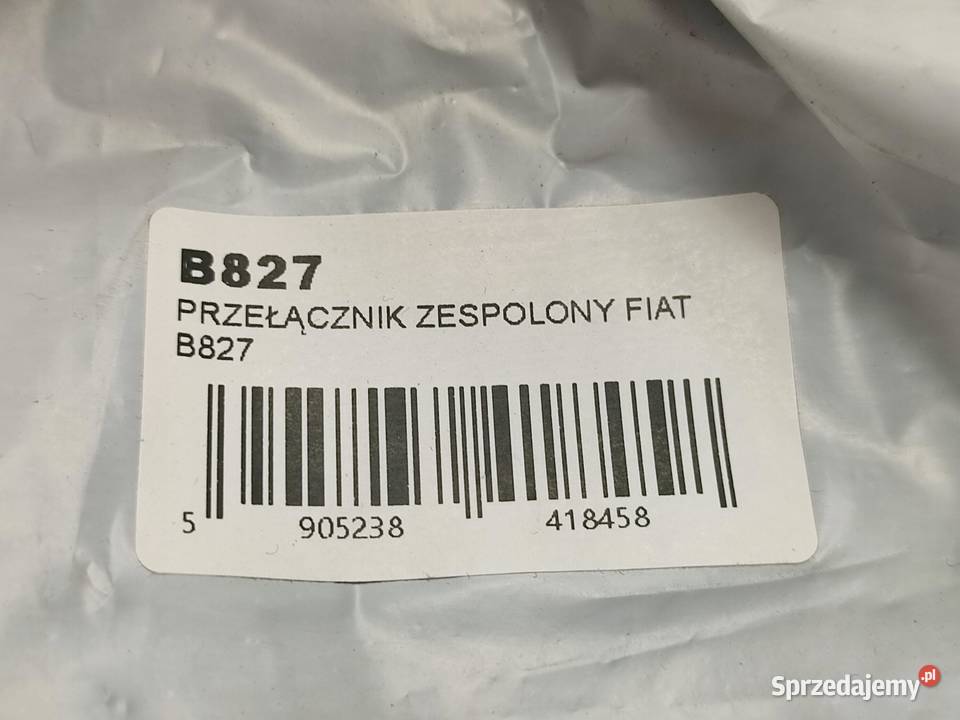 B827
PRZEŁĄCZNIK ZESPOLONY FIAT
B827
5 905238 418458
Sprzedajemy.pl